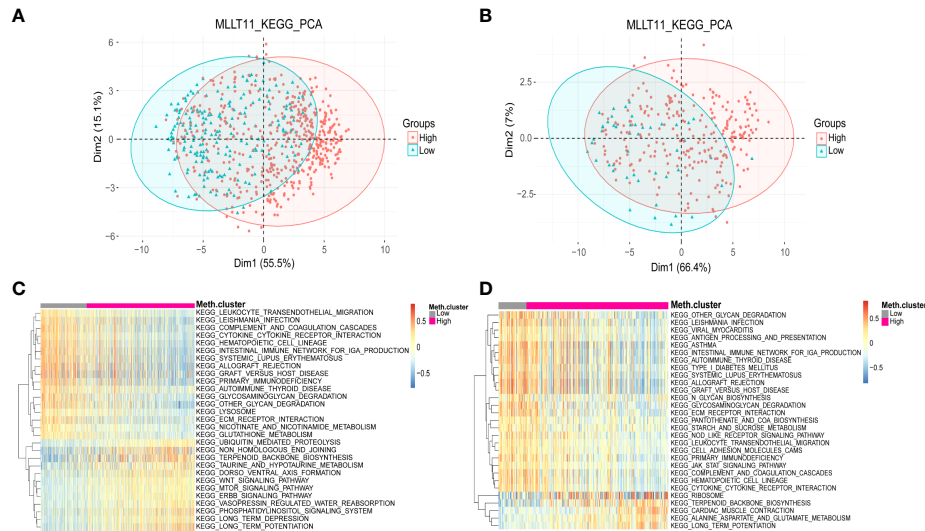 A
MLLT11_KEGG_PCA
6
3
0
−3
−6
Dim2 (15.1%)
−10
−5
0
5
10
Dim1 (55.5%)
Groups
High
Low
B
MLLT11_KEGG_PCA
2.5
0.0
−2.5
Dim2 (7%)
−10
−5
0
5
10
Dim1 (66.4%)
Groups
High
Low
C
Meth.cluster
KEGG_LEUKOCYTE_TRANSENDOTHELIAL_MIGRATION
KEGG_LEISHMANIA_INFECTION
KEGG_COMPLEMENT_AND_COAGULATION_CASCADES
KEGG_CYTOKINE_CYTOKINE_RECEPTOR_INTERACTION
KEGG_HEMATOPOIETIC_CELL_LINEAGE
KEGG_INTESTINAL_IMMUNE_NETWORK_FOR_IGA_PRODUCTION
KEGG_SYSTEMIC_LUPUS_ERYTHEMATOSUS
KEGG_ALLOGRAFT_REJECTION
KEGG_GRAFT_VERSUS_HOST_DISEASE
KEGG_PRIMARY_IMMUNODEFICIENCY
KEGG_AUTOIMMUNE_THYROID_DISEASE
KEGG_GLYCOSAMINOGLYCAN_DEGRADATION
KEGG_OTHER_GLYCAN_DEGRADATION
KEGG_LYSOSOME
KEGG_ECM_RECEPTOR_INTERACTION
KEGG_NICOTINATE_AND_NICOTINAMIDE_METABOLISM
KEGG_GLUTATHIONE_METABOLISM
KEGG_UBIQUITIN_MEDIATED_PROTEOLYSIS
KEGG_NON_HOMOLOGOUS_END_JOINING
KEGG_TERPENOID_BACKBONE_BIOSYNTHESIS
KEGG_TAURINE_AND_HYPOTAURINE_METABOLISM
KEGG_DORSO_VENTRAL_AXIS_FORMATION
KEGG_WNT_SIGNALING_PATHWAY
KEGG_MTOR_SIGNALING_PATHWAY
KEGG_ERBB_SIGNALING_PATHWAY
KEGG_VASOPRESSIN_REGULATED_WATER_REABSORPTION
KEGG_PHOSPHATIDYLINOSITOL_SIGNALING_SYSTEM
KEGG_LONG_TERM_DEPRESSION
KEGG_LONG_TERM_POTENTIATION
0.5
0
−0.5
Meth.cluster
Low
High
D
Meth.cluster
KEGG_OTHER_GLYCAN_DEGRADATION
KEGG_LEISHMANIA_INFECTION
KEGG_VIRAL_MYOCARDITIS
KEGG_ANTIGEN_PROCESSING_AND_PRESENTATION
KEGG_ASTHMA
KEGG_INTESTINAL_IMMUNE_NETWORK_FOR_IGA_PRODUCTION
KEGG_AUTOIMMUNE_THYROID_DISEASE
KEGG_TYPE_I_DIABETES_MELLITUS
KEGG_SYSTEMIC_LUPUS_ERYTHEMATOSUS
KEGG_ALLOGRAFT_REJECTION
KEGG_GRAFT_VERSUS_HOST_DISEASE
KEGG_N_GLYCAN_BIOSYNTHESIS
KEGG_GLYCOSAMINOGLYCAN_DEGRADATION
KEGG_ECM_RECEPTOR_INTERACTION
KEGG_PANTOTHENATE_AND_COA_BIOSYNTHESIS
KEGG_STARCH_AND_SUCROSE_METABOLISM
KEGG_NOD_LIKE_RECEPTOR_SIGNALING_PATHWAY
KEGG_LEUKOCYTE_TRANSENDOTHELIAL_MIGRATION
KEGG_CELL_ADHESION_MOLECULES_CAMS
KEGG_PRIMARY_IMMUNODEFICIENCY
KEGG_JAK_STAT_SIGNALING_PATHWAY
KEGG_COMPLEMENT_AND_COAGULATION_CASCADES
KEGG_HEMATOPOIETIC_CELL_LINEAGE
KEGG_CYTOKINE_CYTOKINE_RECEPTOR_INTERACTION
KEGG_RIBOSOME
KEGG_TERPENOID_BACKBONE_BIOSYNTHESIS
KEGG_CARDIAC_MUSCLE_CONTRACTION
KEGG_ALANINE_ASPARTATE_AND_GLUTAMATE_METABOLISM
KEGG_LONG_TERM_POTENTIATION
0.5
0
−0.5
Meth.cluster
Low
High